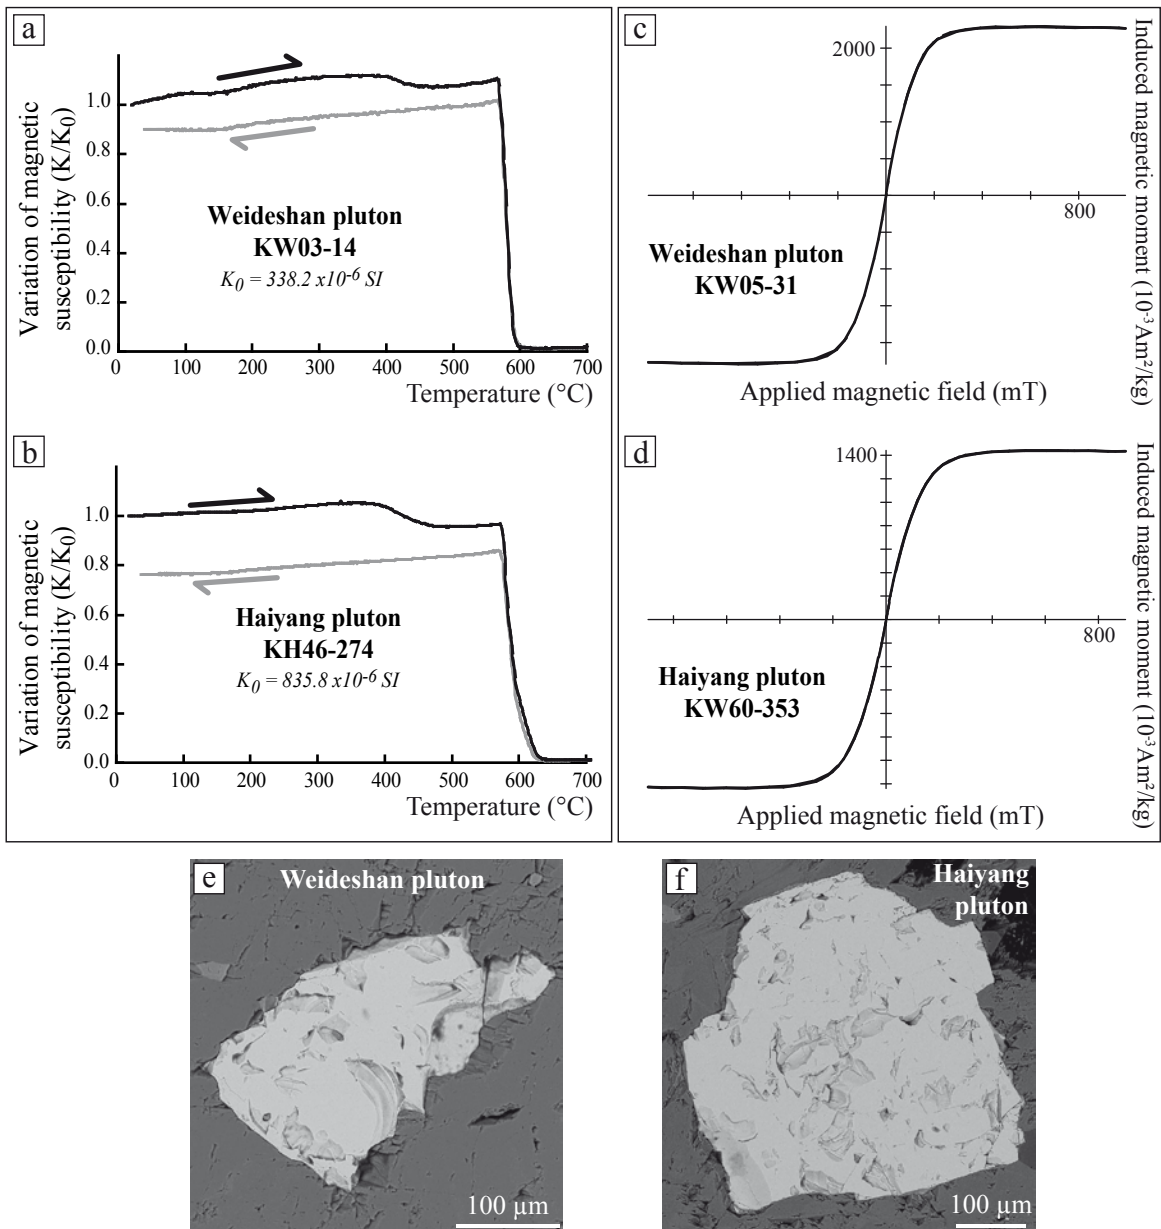 a
Variation of magnetic
susceptibility (K/K0)
1.0
0.8
0.6
0.4
0.2
0.0
Weideshan pluton
KW03-14
K0 = 338.2 x10-6 SI
0 100 200 300 400 500 600 700
Temperature (°C)
b
Variation of magnetic
susceptibility (K/K0)
1.0
0.8
0.6
0.4
0.2
0.0
Haiyang pluton
KH46-274
K0 = 835.8 x10-6 SI
0 100 200 300 400 500 600 700
Temperature (°C)
c
2000
800
Weideshan pluton
KW05-31
Applied magnetic field (mT)
Induced magnetic moment (10-3Am²/kg)
d
1400
800
Haiyang pluton
KW60-353
Applied magnetic field (mT)
Induced magnetic moment (10-3Am²/kg)
e
Weideshan pluton
100 µm
f
Haiyang
pluton
100 µm